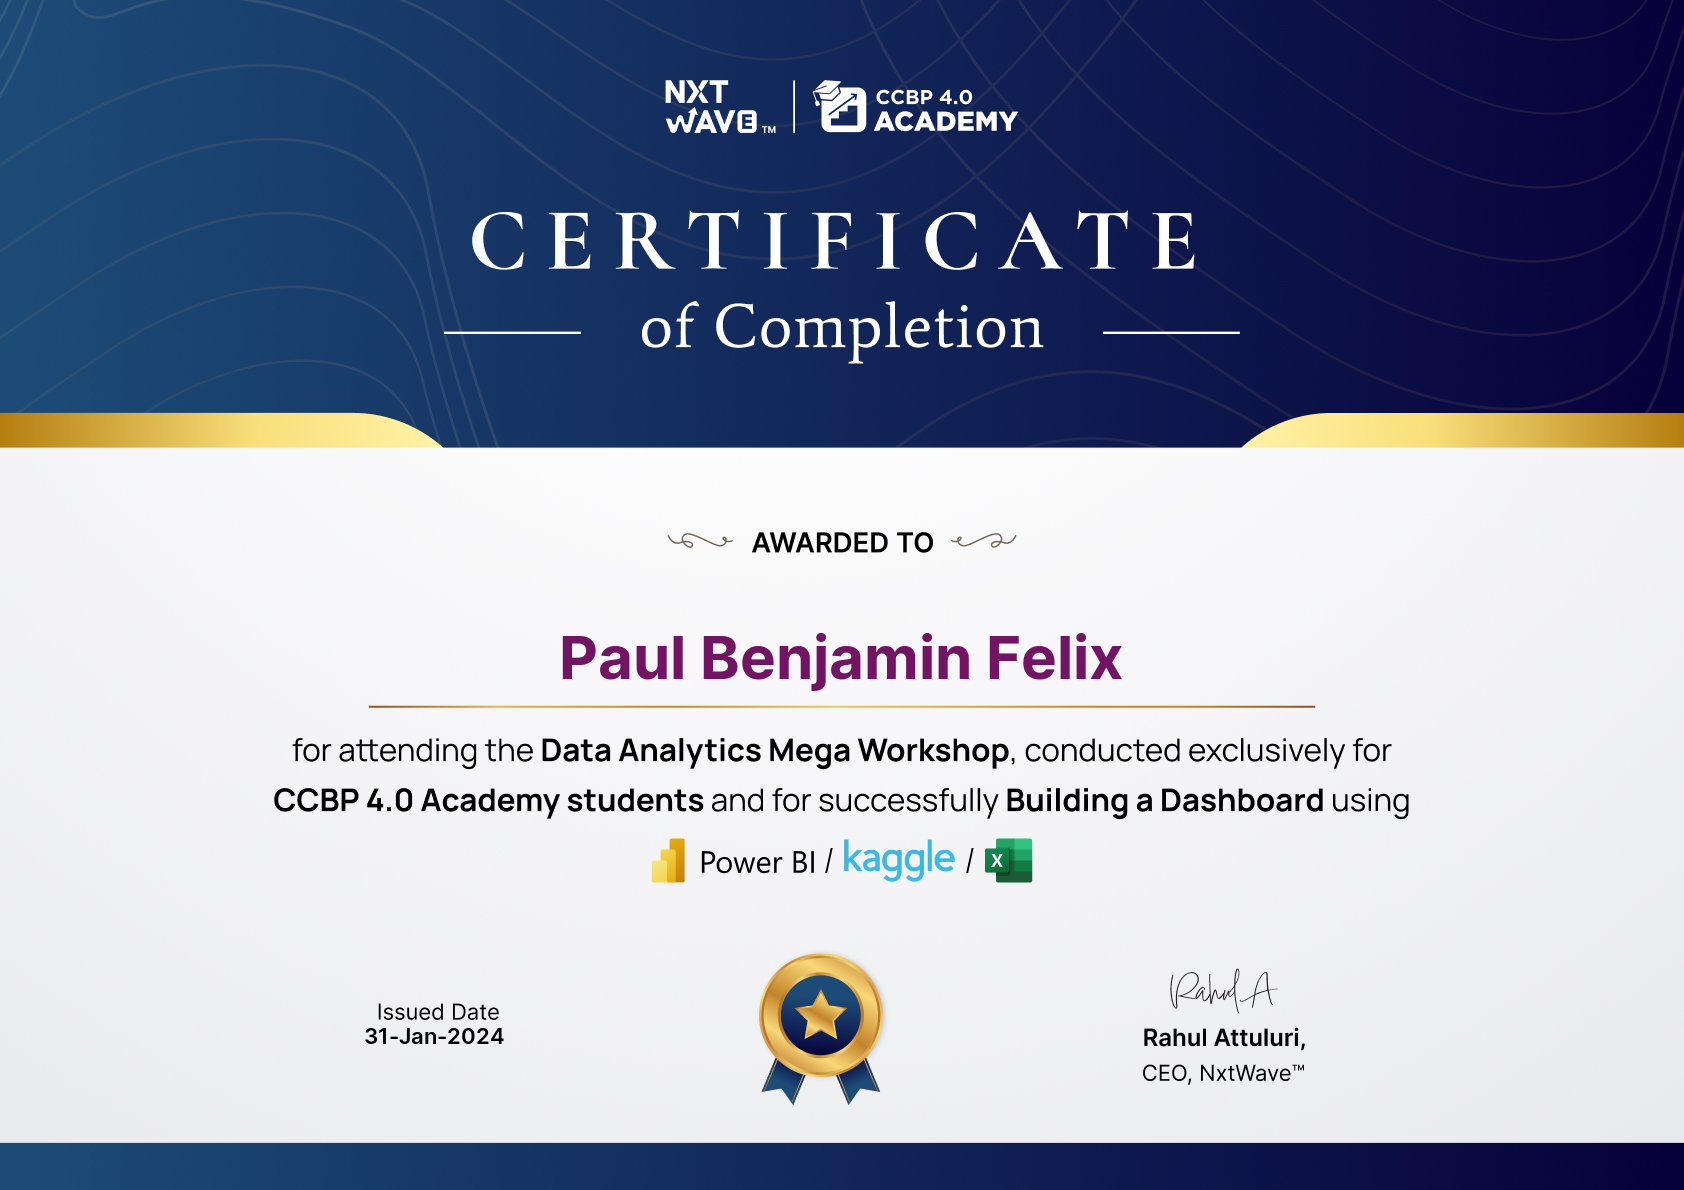 NXT
WAVE™
CCBP 4.0
ACADEMY
CERTIFICATE
of Completion
AWARDED TO
Paul Benjamin Felix
for attending the Data Analytics Mega Workshop, conducted exclusively for
CCBP 4.0 Academy students and for successfully Building a Dashboard using
Power BI / kaggle / X
Issued Date
31-Jan-2024
Rahul A
Rahul Attuluri,
CEO, NxtWave™